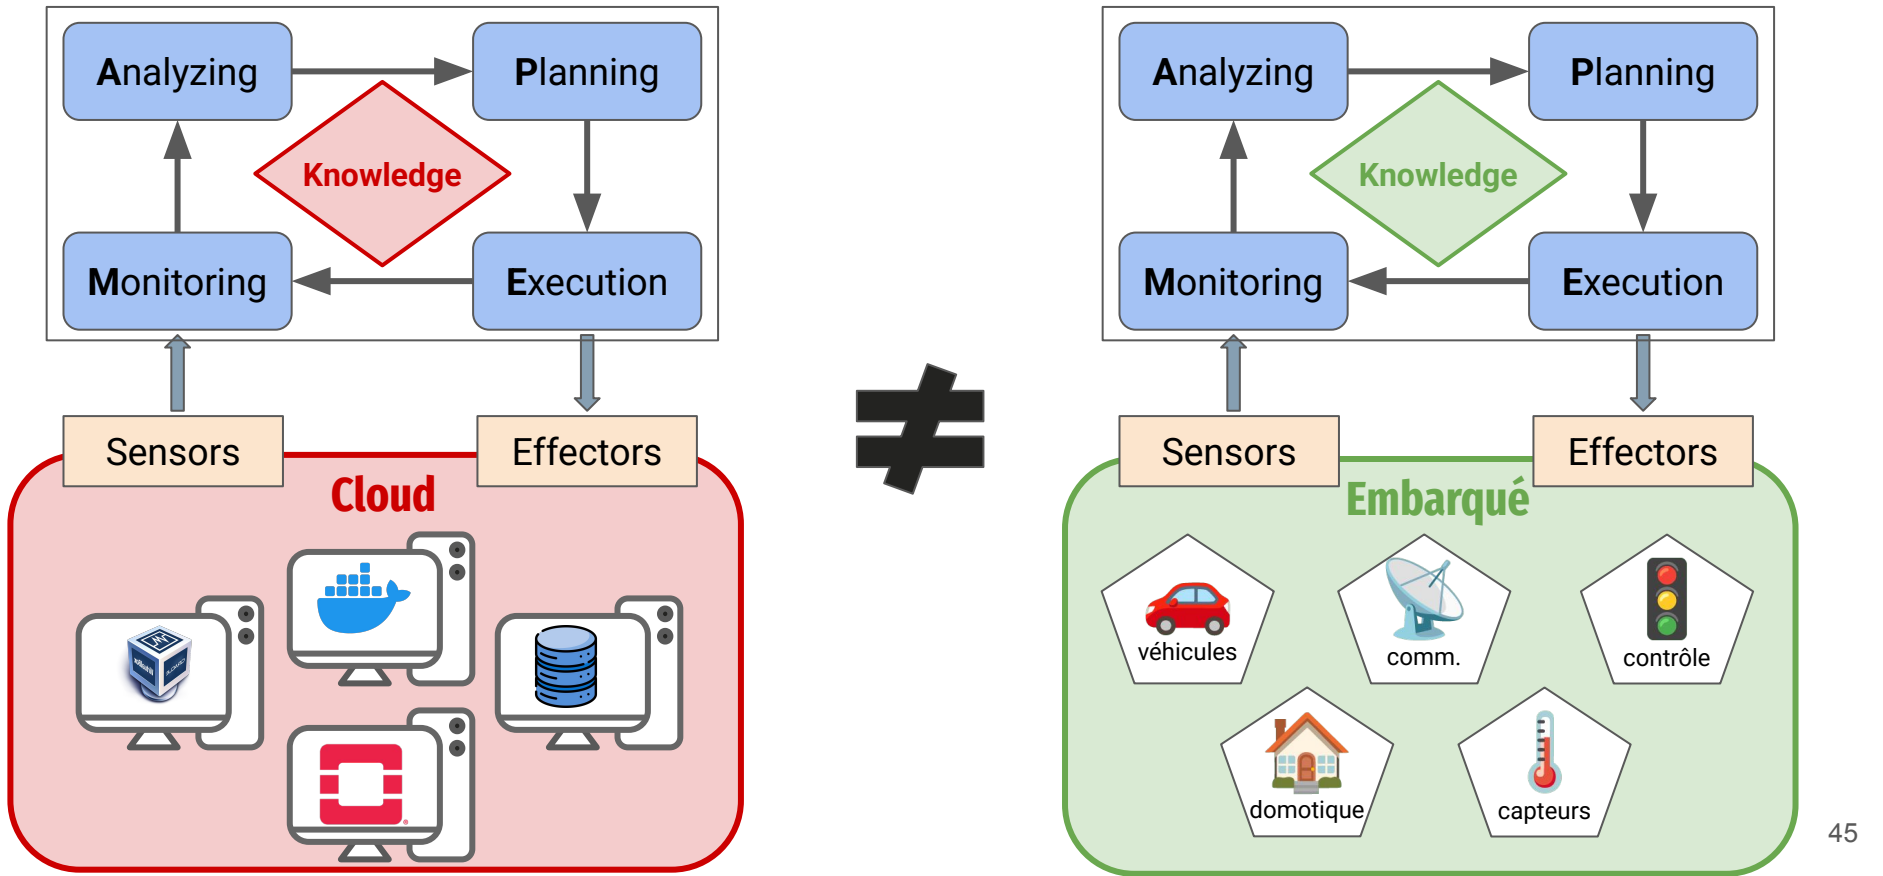 Analyzing
Planning
Knowledge
Monitoring
Execution
Sensors
Effectors
Cloud
Analyzing
Planning
Knowledge
Monitoring
Execution
Sensors
Effectors
Embarqué
véhicules
comm.
contrôle
domotique
capteurs
45